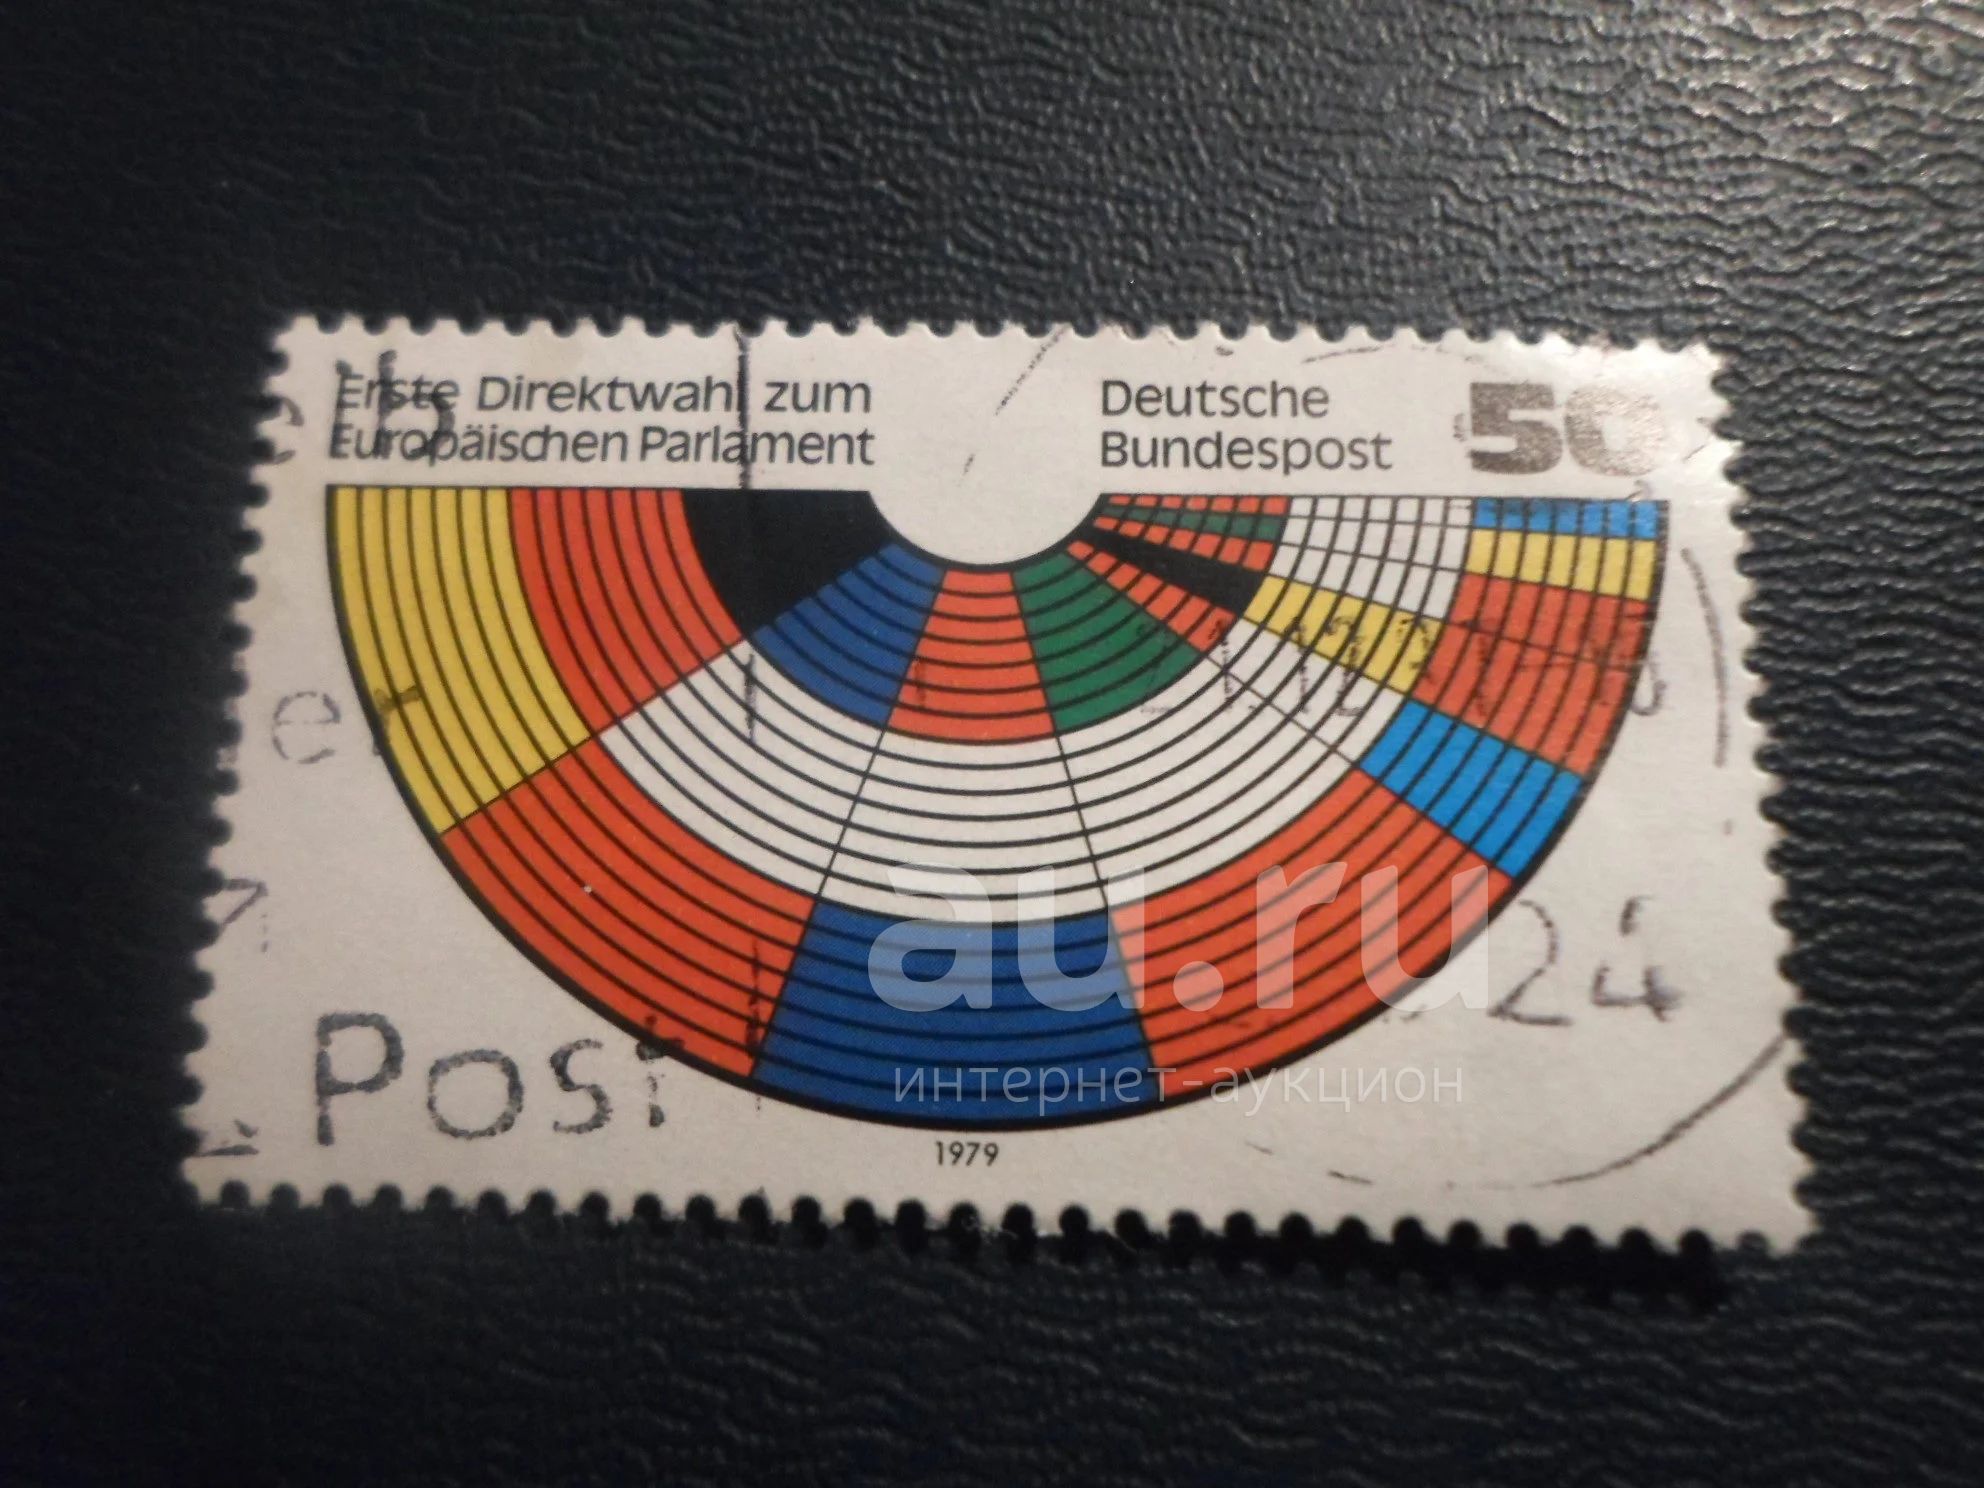 Erste Direktwahl zum
Europäischen Parlament
Deutsche
Bundespost
50
1979
Post
24
au.ru
интернет-аукцион